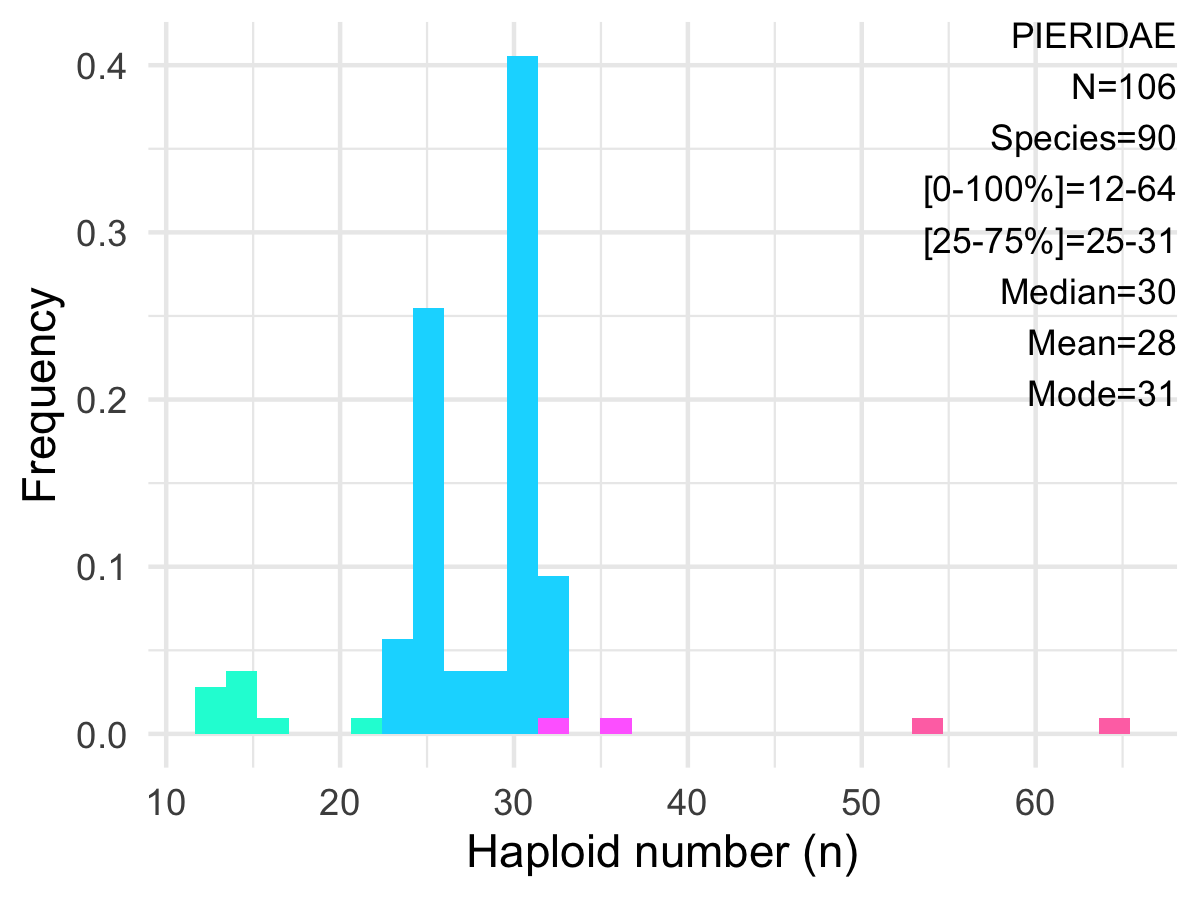 PIERIDAE
N=106
Species=90
[0-100%]=12-64
[25-75%]=25-31
Median=30
Mean=28
Mode=31
Frequency
0.4
0.3
0.2
0.1
0.0
10 20 30 40 50 60
Haploid number (n)